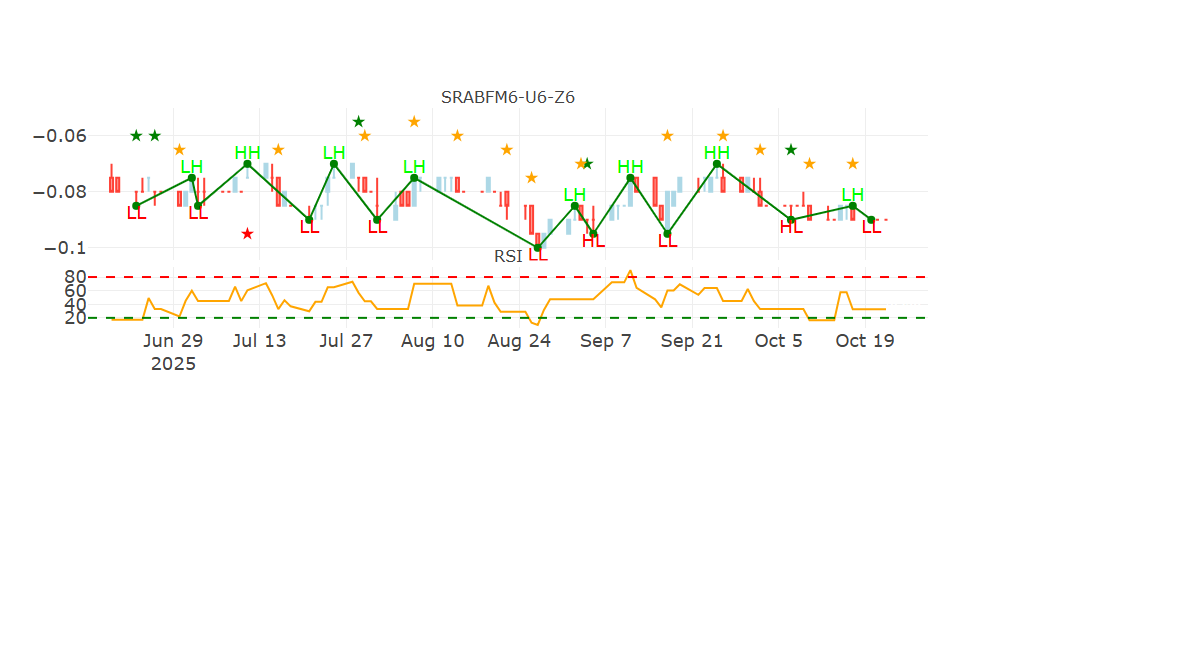 SRABFM6-U6-Z6
−0.06
HH LH HH HH
LH LH
−0.08
LH LH
LL LL LL LL HL LL HL LL
−0.1
RSI LL
80
60
40
20
Jun 29 Jul 13 Jul 27 Aug 10 Aug 24 Sep 7 Sep 21 Oct 5 Oct 19
2025